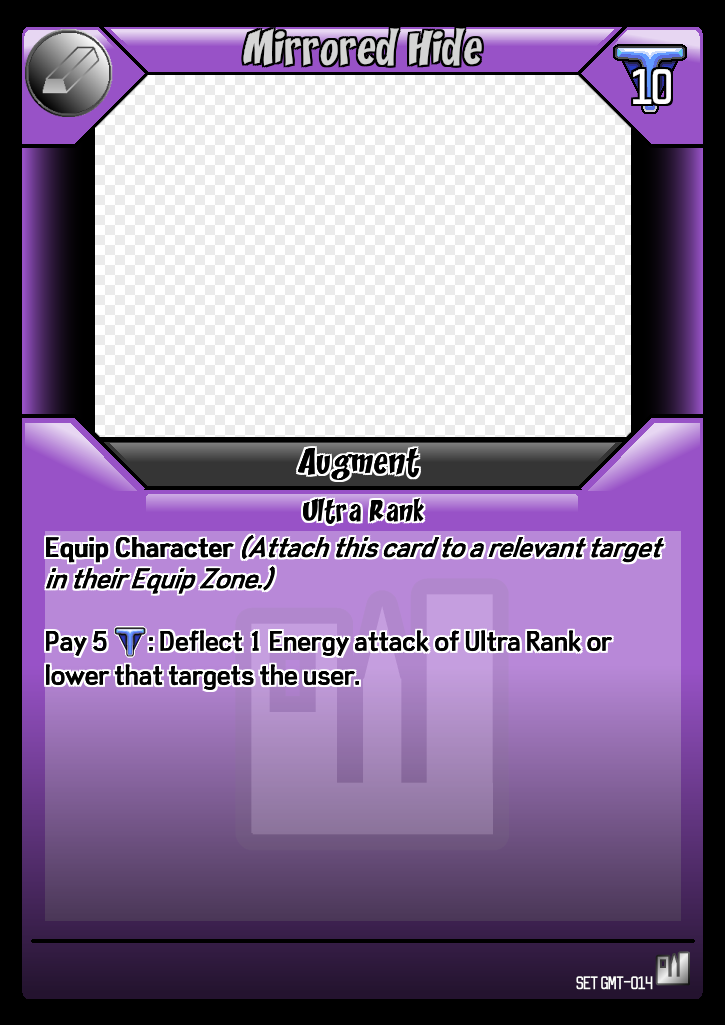 Mirrored Hide
10
Augment
Ultra Rank
Equip Character (Attach this card to a relevant target
in their Equip Zone.)
Pay 5 T: Deflect 1 Energy attack of Ultra Rank or
lower that targets the user.
SET GMT-014